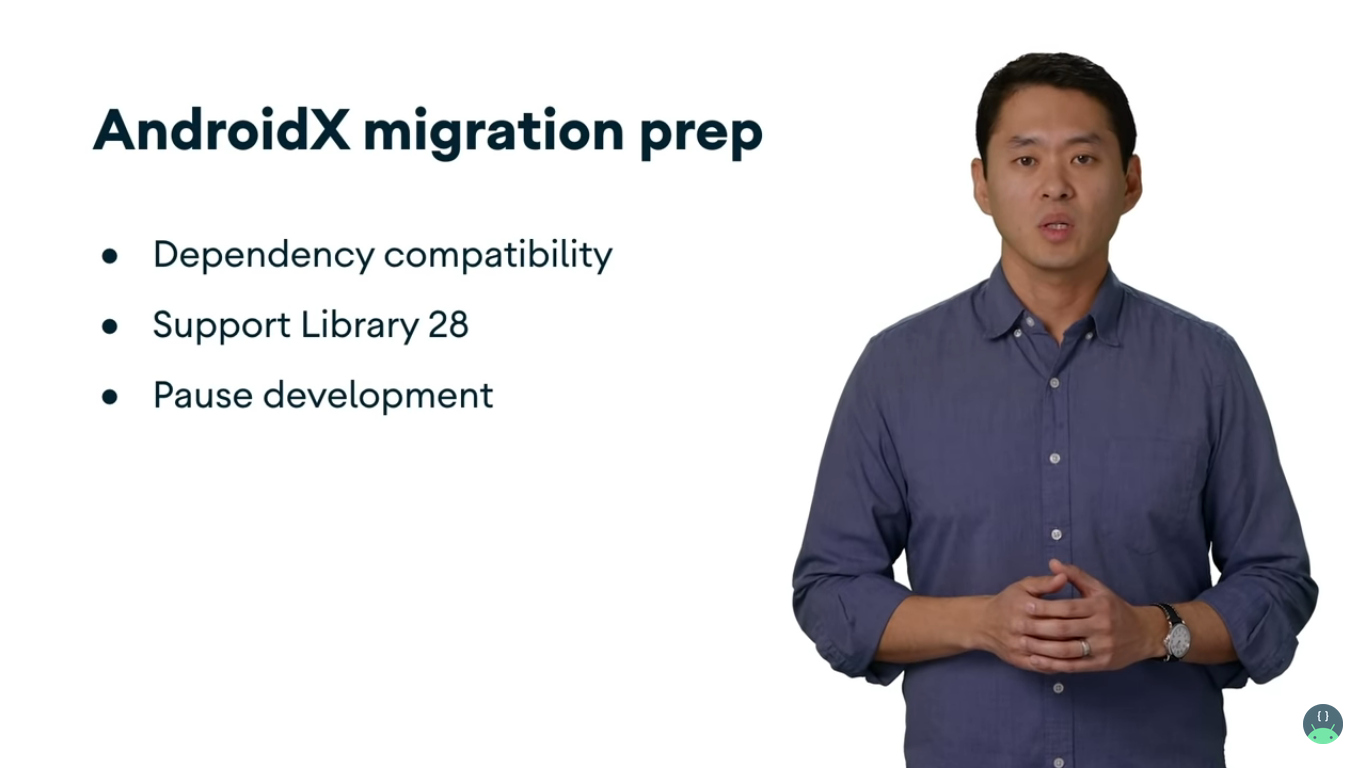 AndroidX migration prep
● Dependency compatibility
● Support Library 28
● Pause development
{}